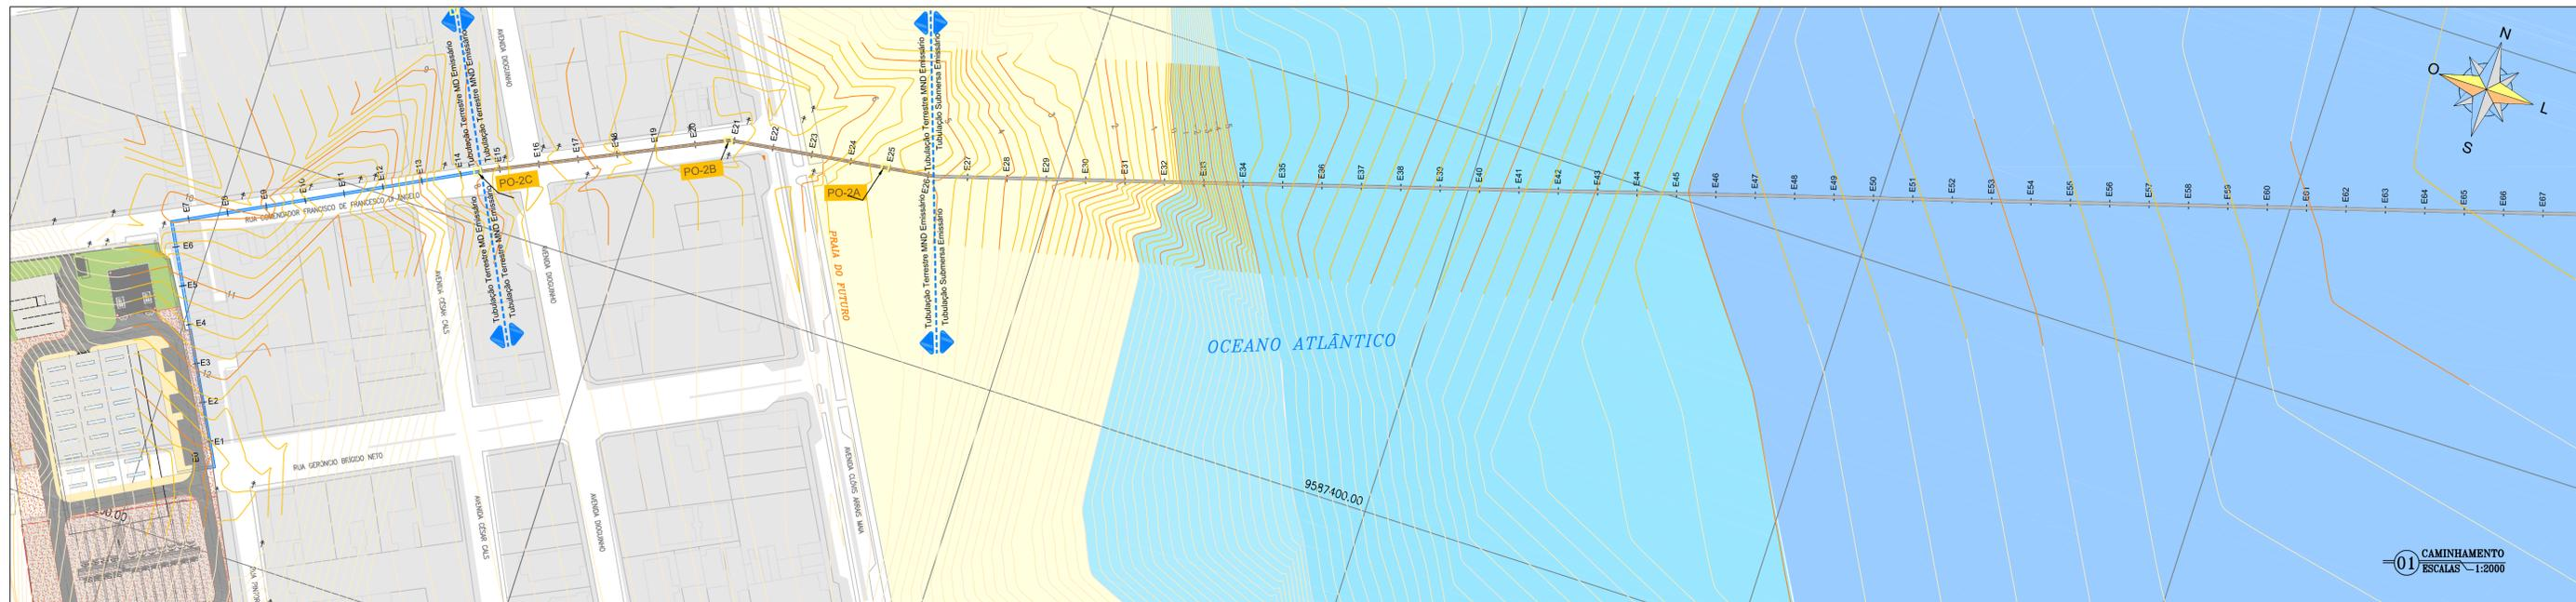 AVENIDA DIOGUINHO
Tubulação Terrestre MD Emissário
Tubulação Terrestre MND Emissário
Tubulação Terrestre MND Emissário
Tubulação Submersa Emissário
N
O
L
S
9
10
11
12
E0
E1
E2
E3
E4
E5
E6
E7
E8
E9
E10
E11
E12
E13
E14
E15
E16
E17
E18
E19
E20
E21
E22
E23
E24
E25
E26
E27
E28
E29
E30
E31
E32
E33
E34
E35
E36
E37
E38
E39
E40
E41
E42
E43
E44
E45
E46
E47
E48
E49
E50
E51
E52
E53
E54
E55
E56
E57
E58
E59
E60
E61
E62
E63
E64
E65
E66
E67
PO-2C
PO-2B
PO-2A
RUA COMENDADOR FRANCISCO DE FRANCESCO DI ANGELO
Tubulação Terrestre MD Emissário
Tubulação Terrestre MND Emissário
Tubulação Terrestre MND Emissário
Tubulação Submersa Emissário
AVENIDA CÉSAR CALS
AVENIDA DIOGUINHO
PRAIA DO FUTURO
OCEANO ATLÂNTICO
RUA GERÔNCIO BRÍGIDO NETO
AVENIDA CÉSAR CALS
AVENIDA DIOGUINHO
AVENIDA CLÓVIS ARRAIS MAIA
9587400.00
01
CAMINHAMENTO
ESCALAS 1:2000